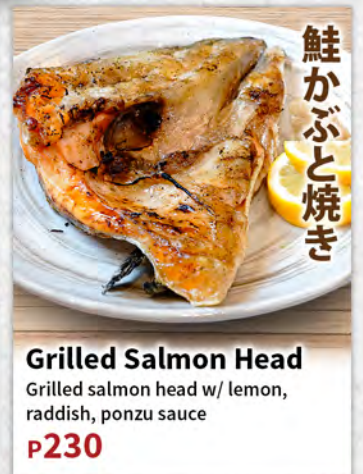 鮭かぶと焼き
Grilled Salmon Head
Grilled salmon head w/ lemon,
raddish, ponzu sauce
P230